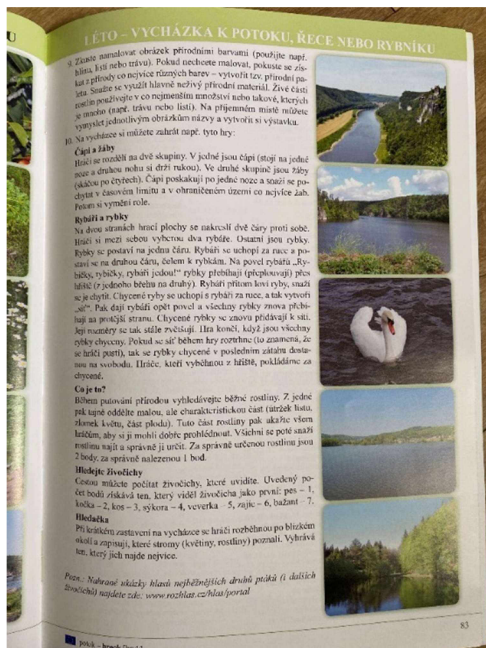 LÉTO – VYCHÁZKA K POTOKU, ŘECE NEBO RYBNÍKU
9. Zkuste namalovat obrázek přírodními barvami (použijte např.
hlínu, listí nebo trávu). Pokud nechcete malovat, pokuste se zís-
kat z přírody co nejvíce různých barev – vytvořit tzv. přírodní pa-
letu. Snažte se využít hlavně neživý přírodní materiál. Živé části
rostlin používejte v co nejmenším množství nebo takové, kterých
je mnoho (např. trávu nebo listí). Na příjemném místě můžete
vymyslet jednotlivým obrázkům názvy a vytvořit si výstavku.
10. Na vycházce si můžete zahrát např. tyto hry:
Čápi a žáby
Hráči se rozdělí na dvě skupiny. V jedné jsou čápi (stojí na jedné
noze a druhou nohu si drží rukou). Ve druhé skupině jsou žáby
(skáčou po čtyřech). Čápi poskakují po jedné noze a snaží se po-
chytat v časovém limitu a v ohraničeném území co nejvíce žab.
Potom si vymění role.
Rybáři a rybky
Na dvou stranách hrací plochy se nakreslí dvě čáry proti sobě.
Hráči si mezi sebou vyberou dva rybáře. Ostatní jsou rybky.
Rybky se postaví na jednu čáru. Rybáři se uchopí za ruce a po-
staví se na druhou čáru, čelem k rybkám. Na povel rybářů „Ry-
bičky, rybičky, rybáři jedou!“ rybky přebíhají (přeplouvají) přes
hřiště (z jednoho břehu na druhý). Rybáři přitom loví ryby, snaží
se je chytit. Chycené ryby se uchopí s rybáři za ruce, a tak vytvoří
„síť“. Pak dají rybáři opět povel a všechny rybky znova přebí-
hají na protější stranu. Chycené rybky se znovu přidávají k síti.
Její rozměry se tak stále zvětšují. Hra končí, když jsou všechny
rybky chyceny. Pokud se síť během hry roztrhne (to znamená, že
se hráči pustí), tak se rybky chycené v posledním zátahu dosta-
nou na svobodu. Hráče, kteří vyběhnou z hřiště, pokládáme za
chycené.
Co je to?
Během putování přírodou vyhledávejte běžné rostliny. Z jedné
pak tajně oddělte malou, ale charakteristickou část (útržek listu,
zlomek květu, část plodu). Tuto část rostliny pak ukažte všem
hráčům, aby si ji mohli dobře prohlédnout. Všichni se poté snaží
rostlinu najít a správně ji určit. Za správně určenou rostlinu jsou
2 body, za správně nalezenou 1 bod.
Hledejte živočichy
Cestou můžete počítat živočichy, které uvidíte. Uvedený po-
čet bodů získává ten, který viděl živočicha jako první: pes – 1,
kočka – 2, kos – 3, sýkora – 4, veverka – 5, zajíc – 6, bažant – 7.
Hledačka
Při krátkém zastavení na vycházce se hráči rozběhnou po blízkém
okolí a zapisují, které stromy (květiny, rostliny) poznali. Vyhrává
ten, který jich najde nejvíce.
Pozn.: Nahrané ukázky hlasů nejběžnějších druhů ptáků (i dalších
živočichů) najdete zde: www.rozhlas.cz/hlas/portal
83
potok –